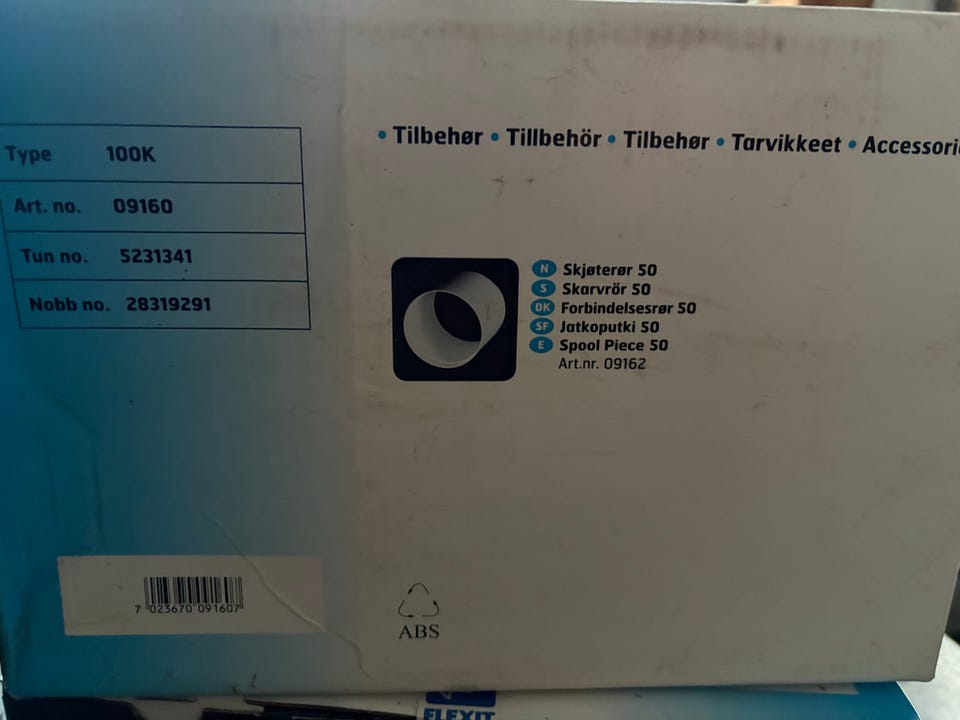 Type 100K
Art. no. 09160
Tun no. 5231341
Nobb no. 28319291
• Tilbehør • Tillbehör • Tilbehør • Tarvikkeet • Accessorie
N Skjøterør 50
S Skarvrör 50
DK Forbindelsesrør 50
SF Jatkoputki 50
E Spool Piece 50
Art.nr. 09162
7 023670 091607
ABS
FLEXIT